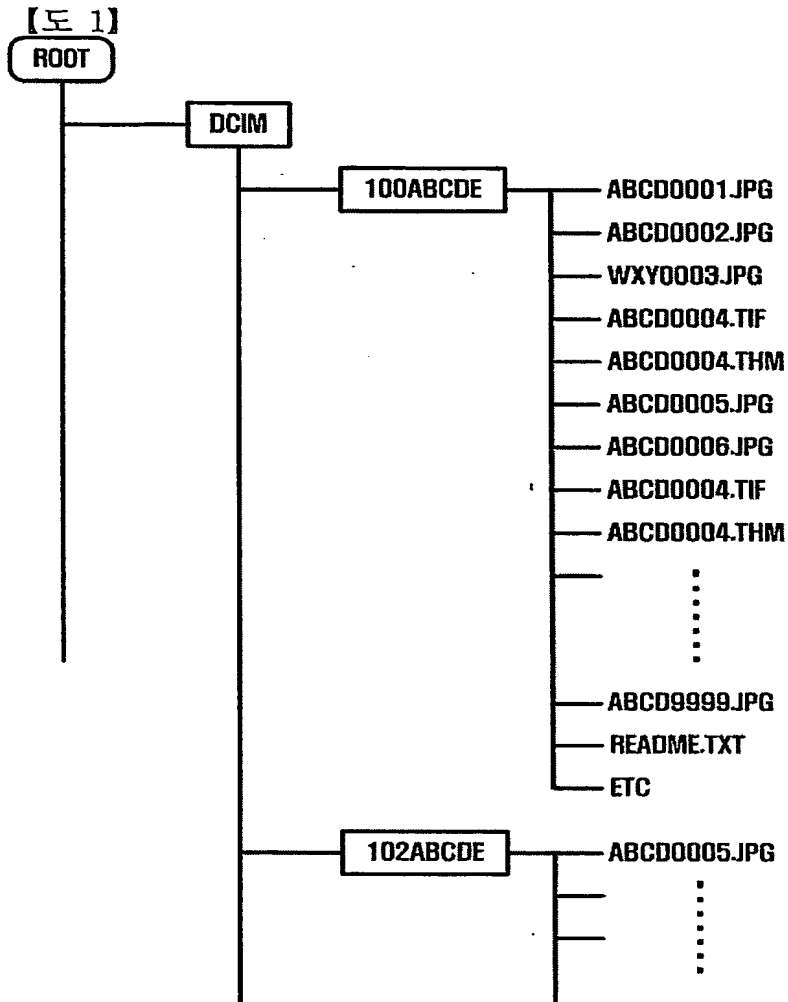 【도 1】
ROOT
DCIM
100ABCDE
ABCD0001.JPG
ABCD0002.JPG
WXY0003.JPG
ABCD0004.TIF
ABCD0004.THM
ABCD0005.JPG
ABCD0006.JPG
ABCD0004.TIF
ABCD0004.THM
ABCD9999.JPG
README.TXT
ETC
102ABCDE
ABCD0005.JPG